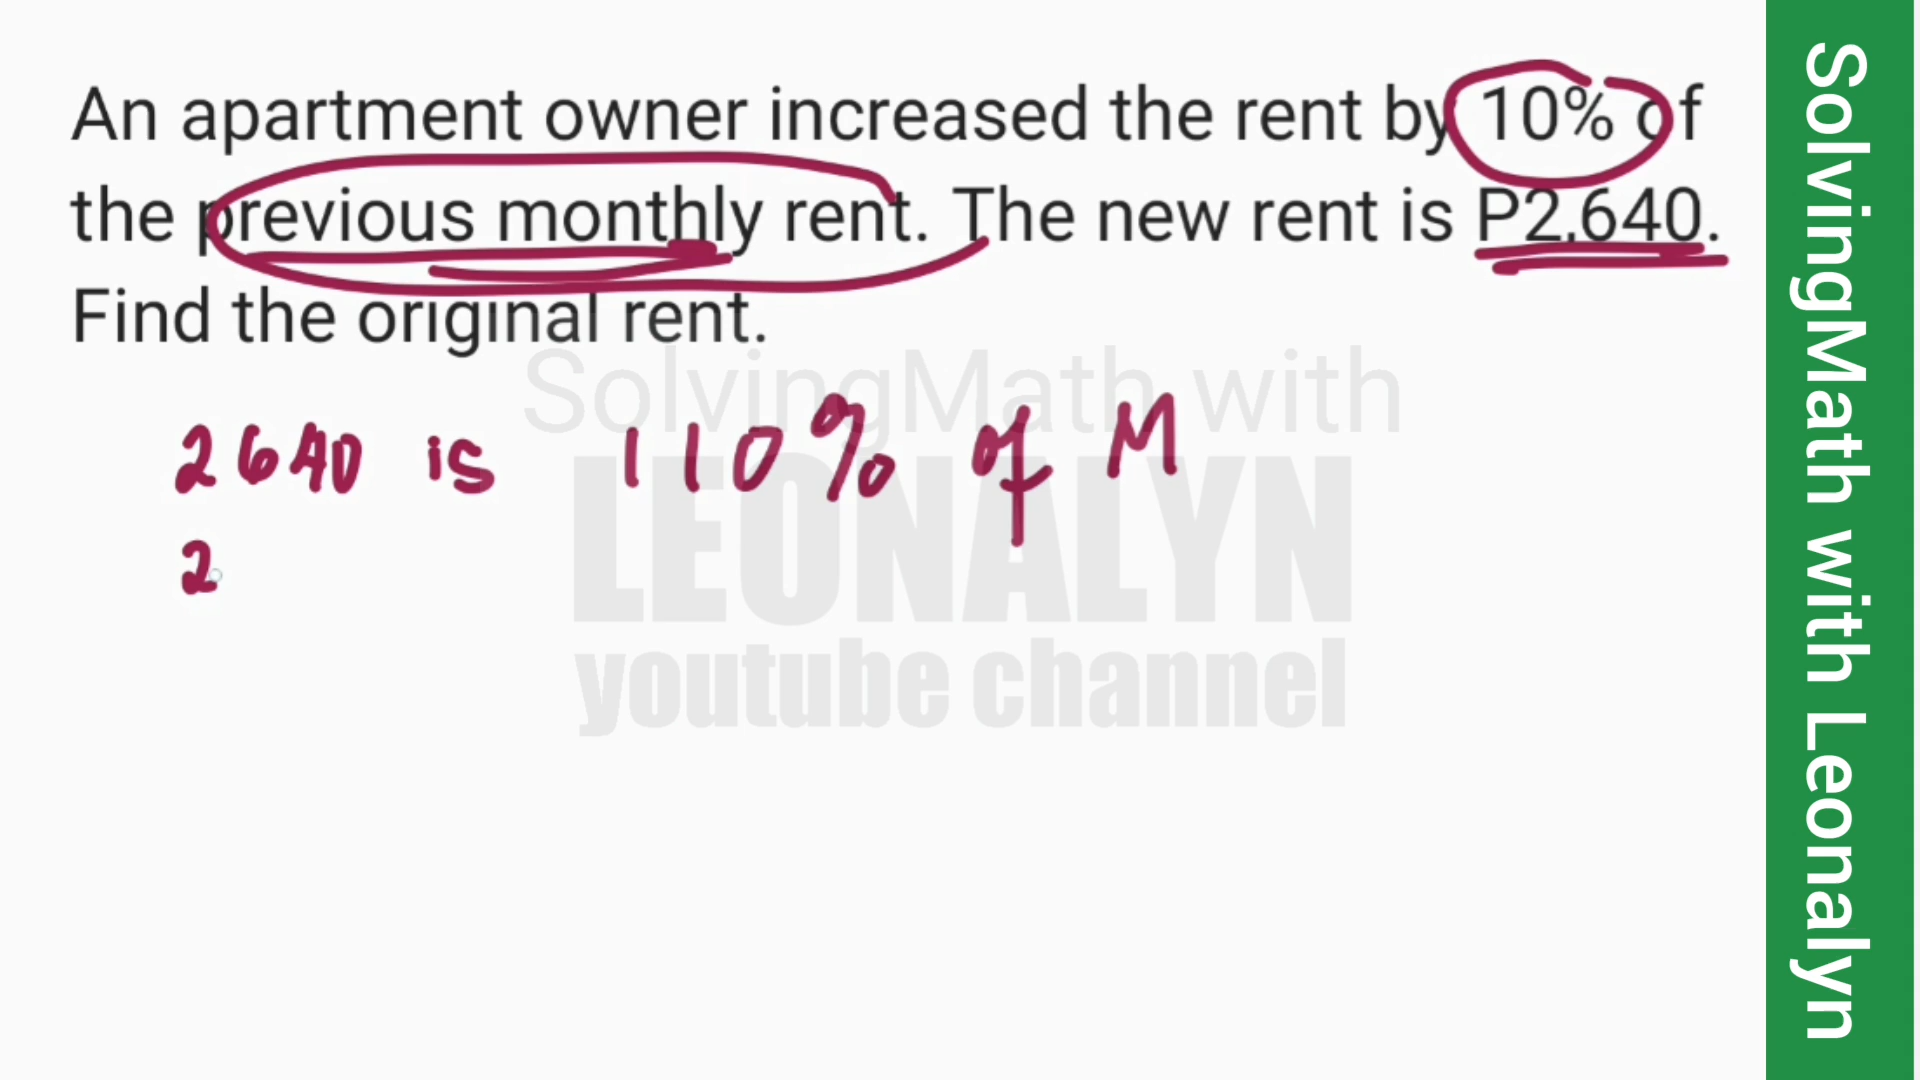 An apartment owner increased the rent by 10% of
the previous monthly rent. The new rent is P2,640.
Find the original rent.
SolvingMath with
LEONALYN
youtube channel
2640 is 110% of M
2
SolvingMath with Leonalyn